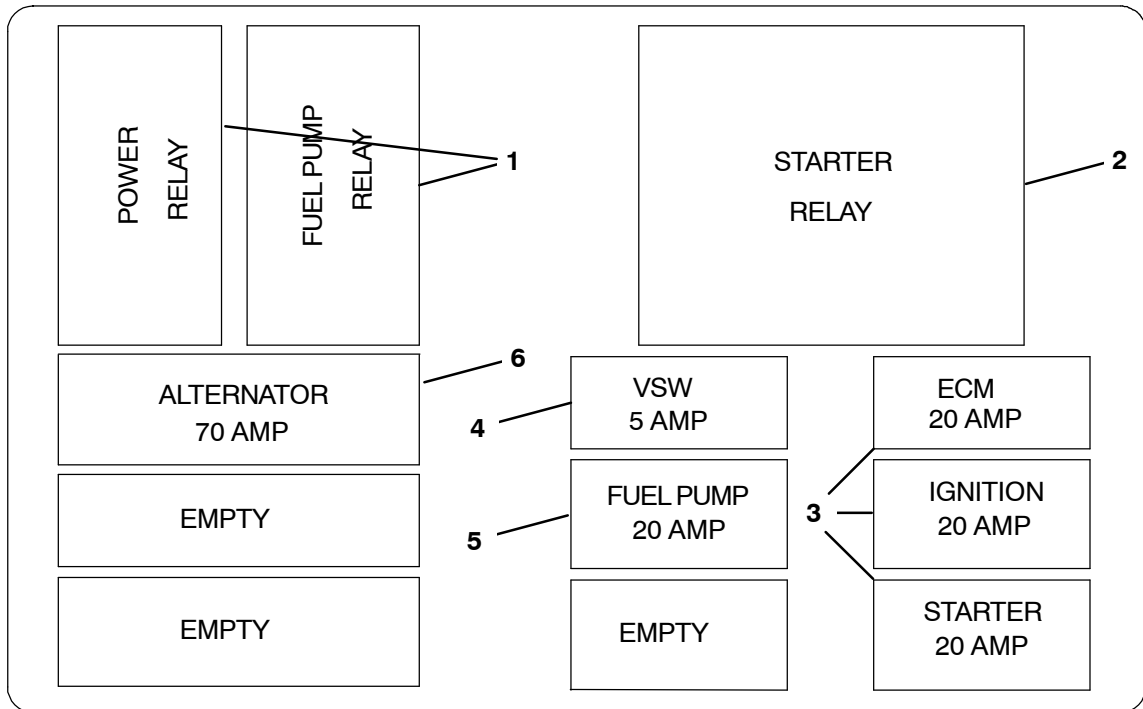 POWER
RELAY
FUEL PUMP
RELAY
1
STARTER
RELAY
2
ALTERNATOR
70 AMP
6
VSW
5 AMP
4
ECM
20 AMP
EMPTY
5
FUEL PUMP
20 AMP
3
IGNITION
20 AMP
EMPTY
EMPTY
STARTER
20 AMP